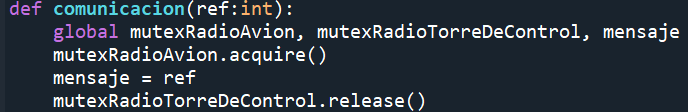 def comunicacion(ref:int):
    global mutexRadioAvion, mutexRadioTorreDeControl, mensaje
    mutexRadioAvion.acquire()
    mensaje = ref
    mutexRadioTorreDeControl.release()